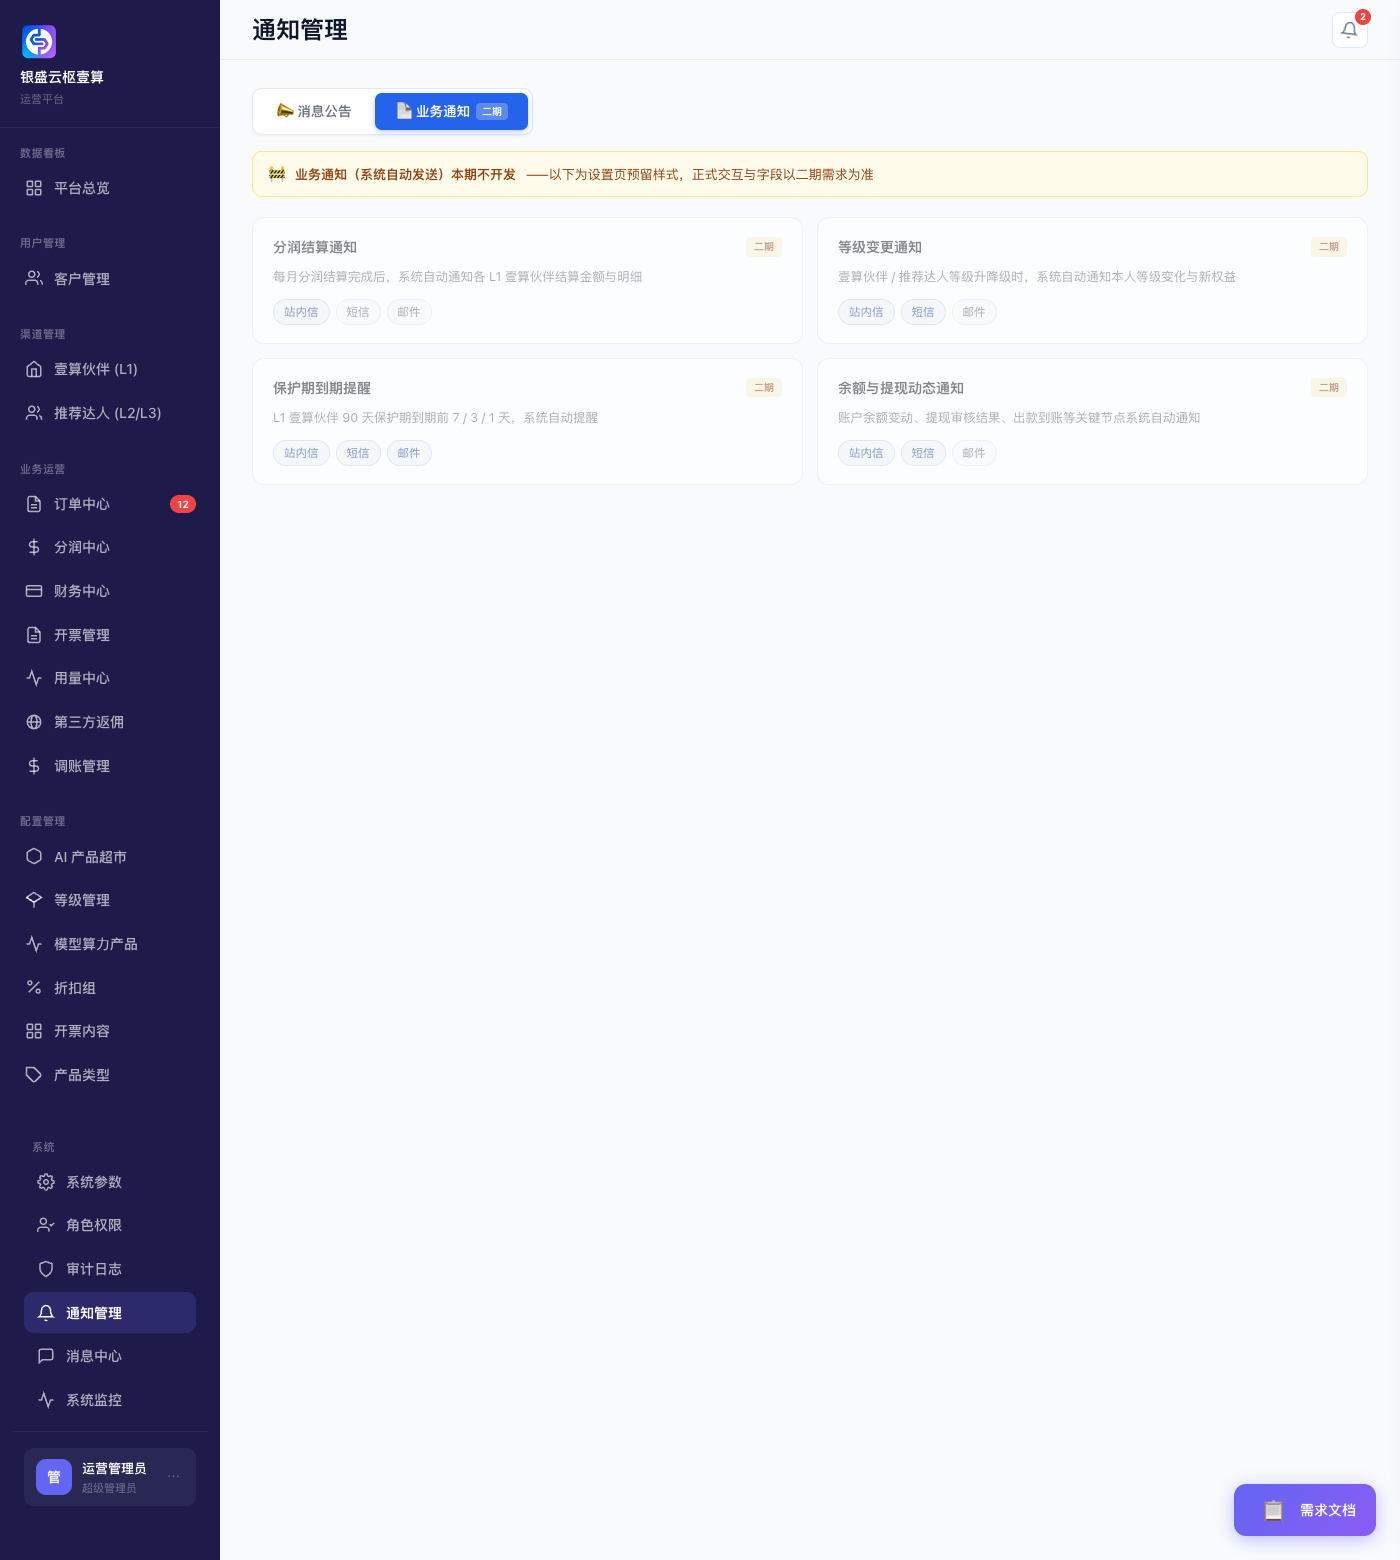 银盛云枢壹算
运营平台
数据看板
平台总览
用户管理
客户管理
渠道管理
壹算伙伴 (L1)
推荐达人 (L2/L3)
业务运营
订单中心 12
分润中心
财务中心
开票管理
用量中心
第三方返佣
调账管理
配置管理
AI 产品超市
等级管理
模型算力产品
折扣组
开票内容
产品类型
系统
系统参数
角色权限
审计日志
通知管理
消息中心
系统监控
管 运营管理员 ...
超级管理员
通知管理
2
消息公告 业务通知 二期
业务通知（系统自动发送）本期不开发 ——以下为设置页预留样式，正式交互与字段以二期需求为准
分润结算通知 二期
每月分润结算完成后，系统自动通知各 L1 壹算伙伴结算金额与明细
站内信 短信 邮件
等级变更通知 二期
壹算伙伴 / 推荐达人等级升降级时，系统自动通知本人等级变化与新权益
站内信 短信 邮件
保护期到期提醒 二期
L1 壹算伙伴 90 天保护期到期前 7 / 3 / 1 天，系统自动提醒
站内信 短信 邮件
余额与提现动态通知 二期
账户余额变动、提现审核结果、出款到账等关键节点系统自动通知
站内信 短信 邮件
需求文档